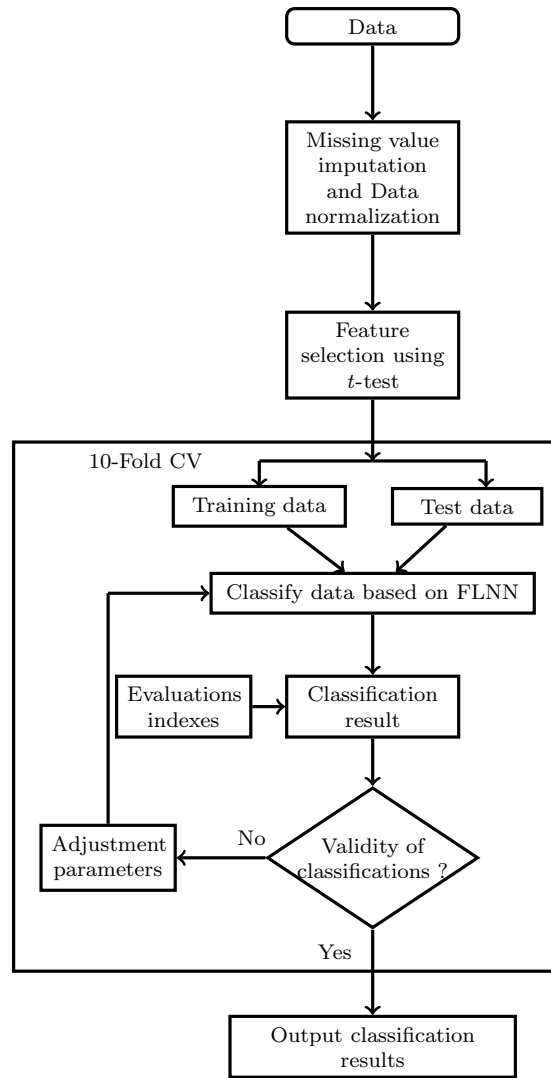 Data
Missing value
imputation
and Data
normalization
Feature
selection using
t-test
10-Fold CV
Training data
Test data
Classify data based on FLNN
Evaluations
indexes
Classification
result
No
Adjustment
parameters
Validity of
classifications ?
Yes
Output classification
results